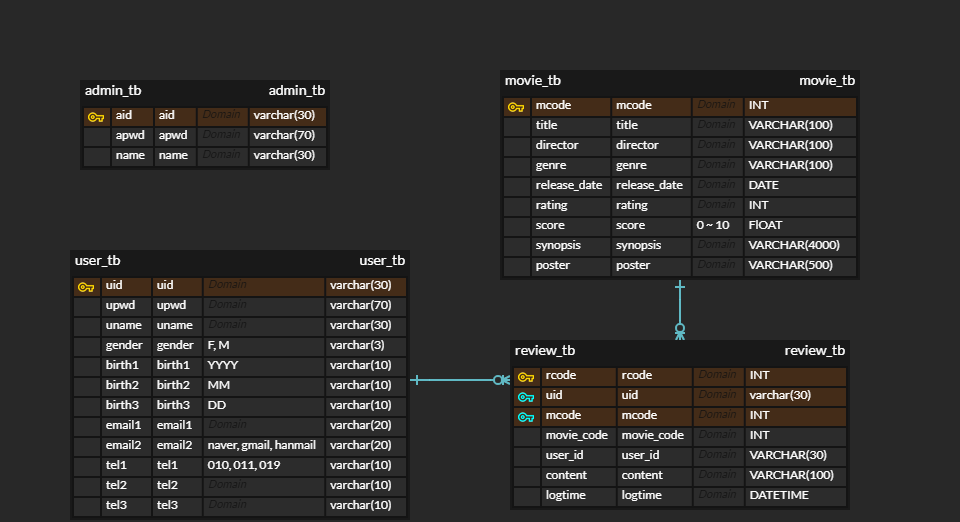 admin_tb admin_tb
aid aid Domain varchar(30)
apwd apwd Domain varchar(70)
name name Domain varchar(30)
movie_tb movie_tb
mcode mcode Domain INT
title title Domain VARCHAR(100)
director director Domain VARCHAR(100)
genre genre Domain VARCHAR(100)
release_date release_date Domain DATE
rating rating Domain INT
score score 0 ~ 10 FlOAT
synopsis synopsis Domain VARCHAR(4000)
poster poster Domain VARCHAR(500)
user_tb user_tb
uid uid Domain varchar(30)
upwd upwd Domain varchar(70)
uname uname Domain varchar(30)
gender gender F, M varchar(3)
birth1 birth1 YYYY varchar(10)
birth2 birth2 MM varchar(10)
birth3 birth3 DD varchar(10)
email1 email1 Domain varchar(20)
email2 email2 naver, gmail, hanmail varchar(20)
tel1 tel1 010, 011, 019 varchar(10)
tel2 tel2 Domain varchar(10)
tel3 tel3 Domain varchar(10)
review_tb review_tb
rcode rcode Domain INT
uid uid Domain varchar(30)
mcode mcode Domain INT
movie_code movie_code Domain INT
user_id user_id Domain VARCHAR(30)
content content Domain VARCHAR(100)
logtime logtime Domain DATETIME